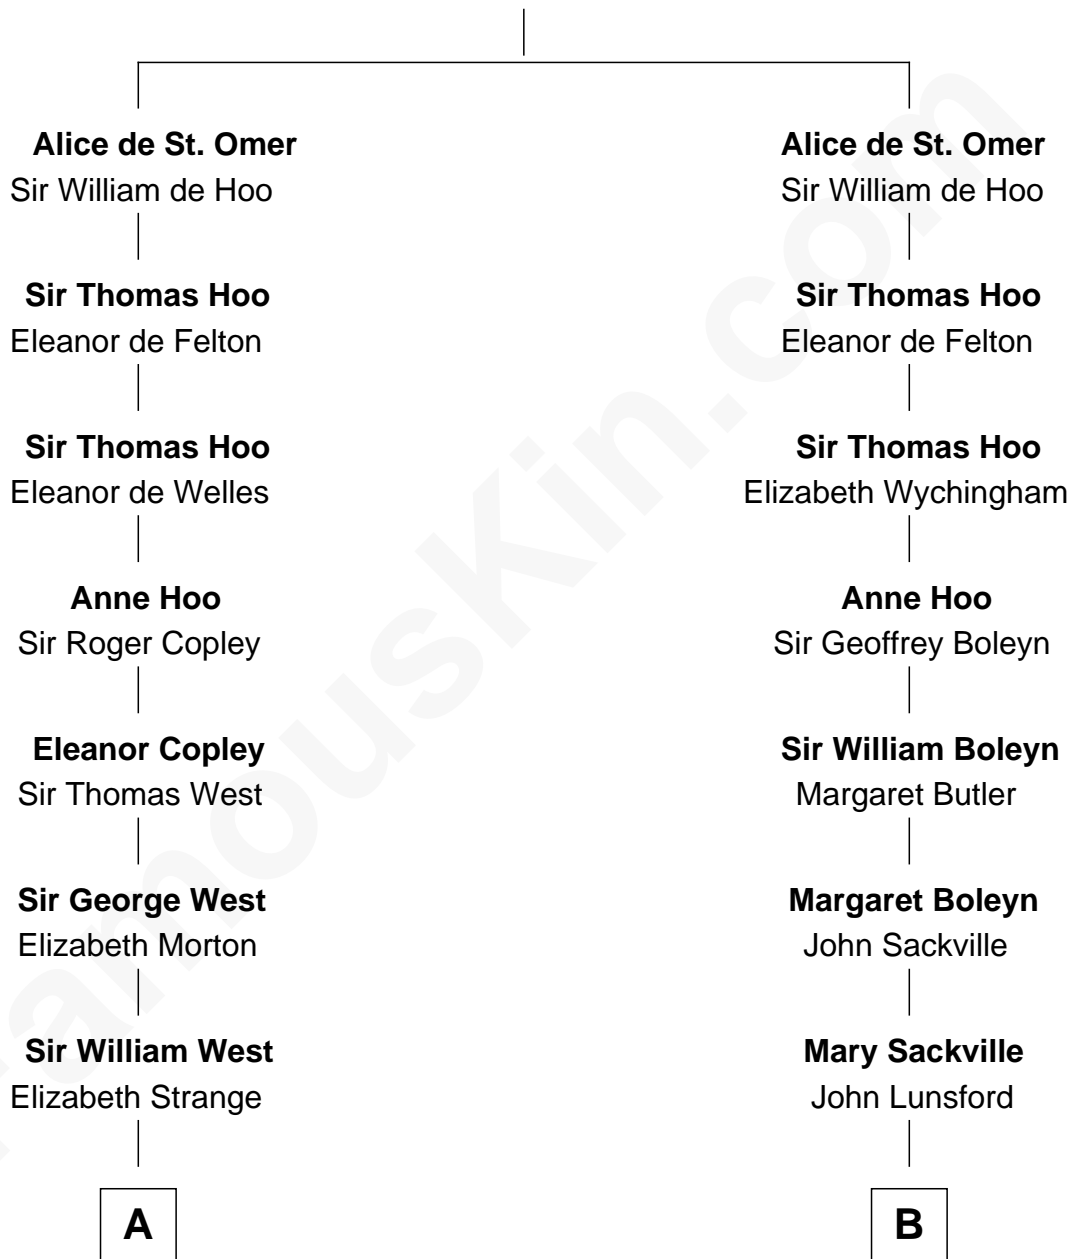 Alice de St. Omer
Sir William de Hoo
Sir Thomas Hoo
Eleanor de Felton
Sir Thomas Hoo
Eleanor de Welles
Anne Hoo
Sir Roger Copley
Eleanor Copley
Sir Thomas West
Sir George West
Elizabeth Morton
Sir William West
Elizabeth Strange
A
Alice de St. Omer
Sir William de Hoo
Sir Thomas Hoo
Eleanor de Felton
Sir Thomas Hoo
Elizabeth Wychingham
Anne Hoo
Sir Geoffrey Boleyn
Sir William Boleyn
Margaret Butler
Margaret Boleyn
John Sackville
Mary Sackville
John Lunsford
B
FamousKin.com